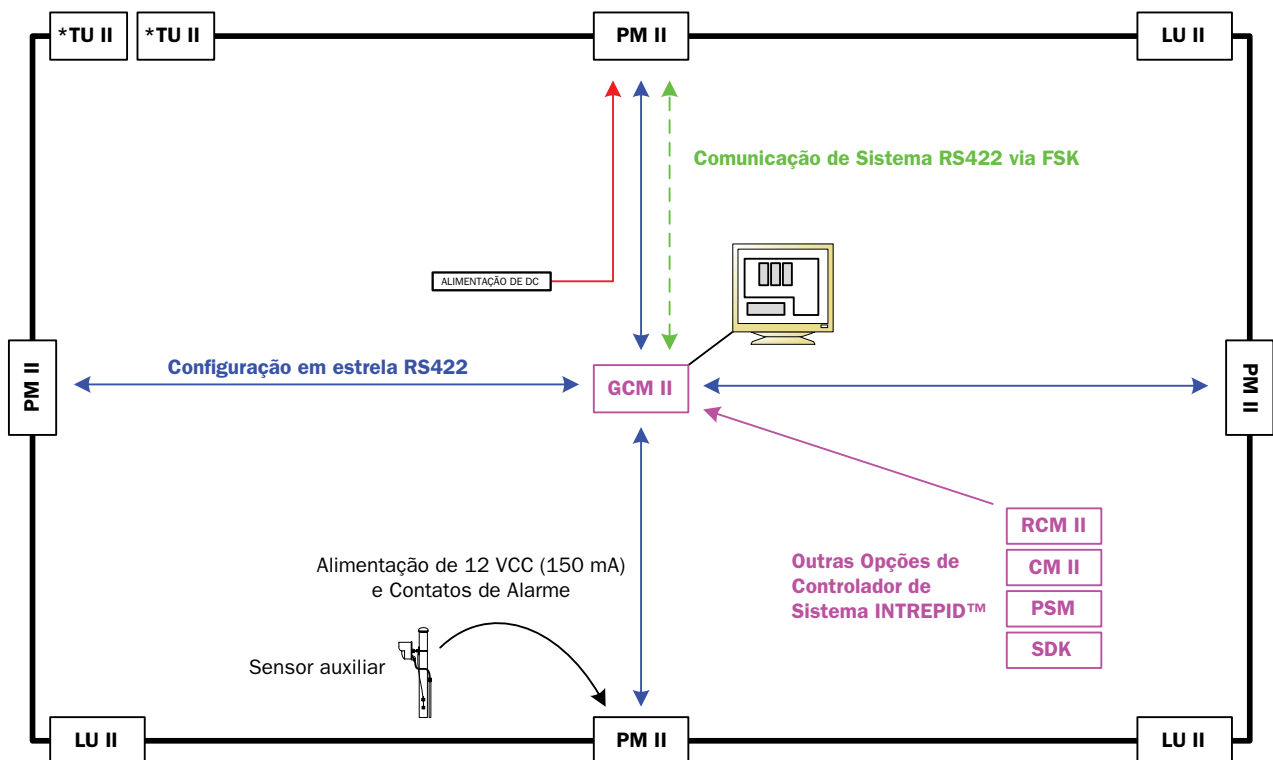 *TU II
*TU II
PM II
LU II
Comunicação de Sistema RS422 via FSK
ALIMENTAÇÃO DE DC
PM II
Configuração em estrela RS422
GCM II
PM II
RCM II
CM II
PSM
SDK
Outras Opções de
Controlador de
Sistema INTREPID™
Alimentação de 12 VCC (150 mA)
e Contatos de Alarme
Sensor auxiliar
LU II
PM II
LU II